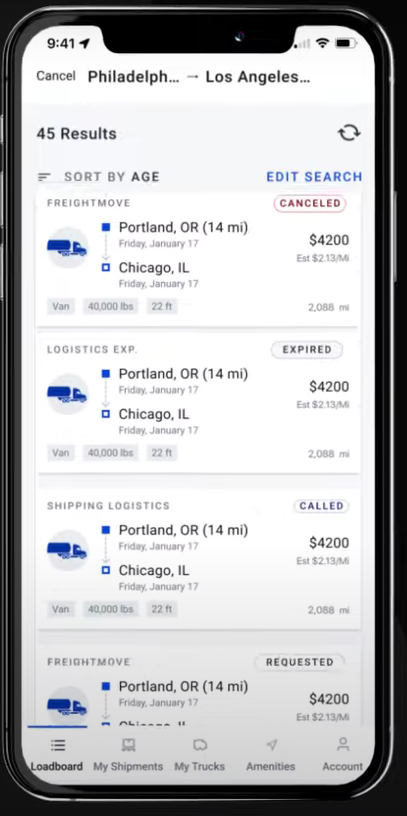 9:41
Cancel Philadelph... → Los Angeles...
45 Results
SORT BY AGE EDIT SEARCH
FREIGHTMOVE CANCELED
Portland, OR (14 mi) $4200
Friday, January 17 Est $2.13/Mi
Chicago, IL
Friday, January 17
Van 40,000 lbs 22 ft 2,088 mi
LOGISTICS EXP. EXPIRED
Portland, OR (14 mi) $4200
Friday, January 17 Est $2.13/Mi
Chicago, IL
Friday, January 17
Van 40,000 lbs 22 ft 2,088 mi
SHIPPING LOGISTICS CALLED
Portland, OR (14 mi) $4200
Friday, January 17 Est $2.13/Mi
Chicago, IL
Friday, January 17
Van 40,000 lbs 22 ft 2,088 mi
FREIGHTMOVE REQUESTED
Portland, OR (14 mi) $4200
Friday, January 17 Est $2.13/Mi
Chicago, IL
Loadboard My Shipments My Trucks Amenities Account